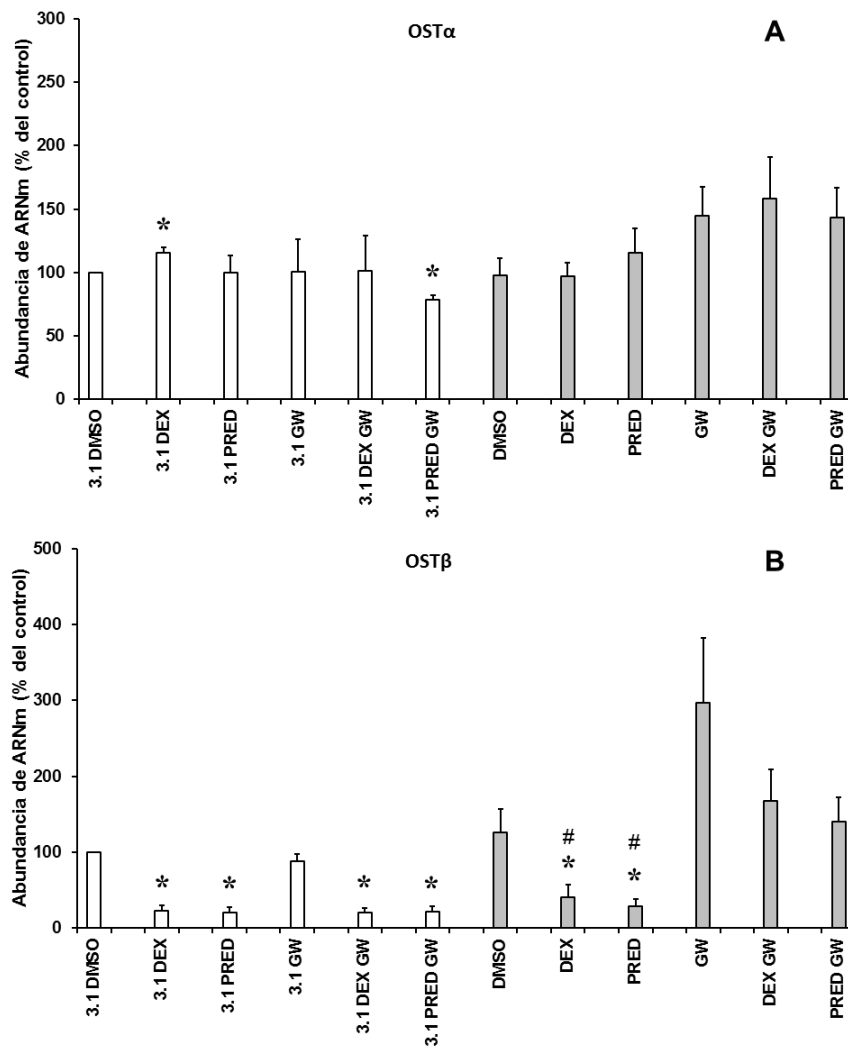 OSTα
A
Abundancia de ARNm (% del control)
300
250
200
150
100
50
0
*
*
3.1 DMSO
3.1 DEX
3.1 PRED
3.1 GW
3.1 DEX GW
3.1 PRED GW
DMSO
DEX
PRED
GW
DEX GW
PRED GW
OSTβ
B
Abundancia de ARNm (% del control)
500
400
300
200
100
0
# #
* * * * * *
3.1 DMSO
3.1 DEX
3.1 PRED
3.1 GW
3.1 DEX GW
3.1 PRED GW
DMSO
DEX
PRED
GW
DEX GW
PRED GW